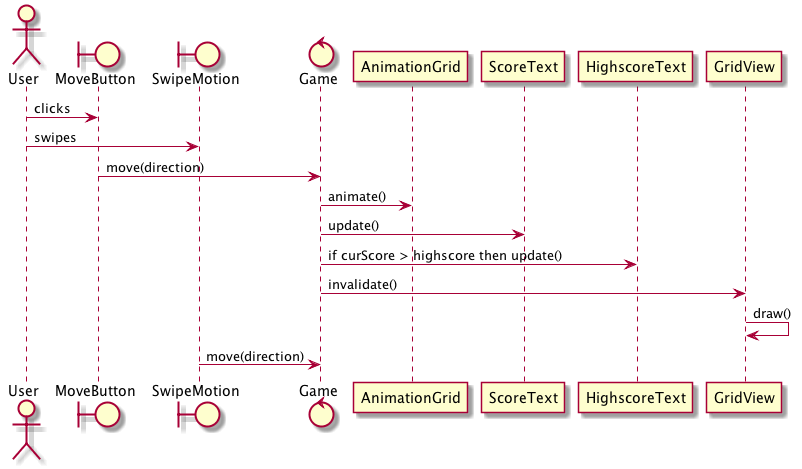 User MoveButton SwipeMotion Game AnimationGrid ScoreText HighscoreText GridView
clicks
swipes
move(direction)
animate()
update()
if curScore > highscore then update()
invalidate()
draw()
move(direction)
User MoveButton SwipeMotion Game AnimationGrid ScoreText HighscoreText GridView